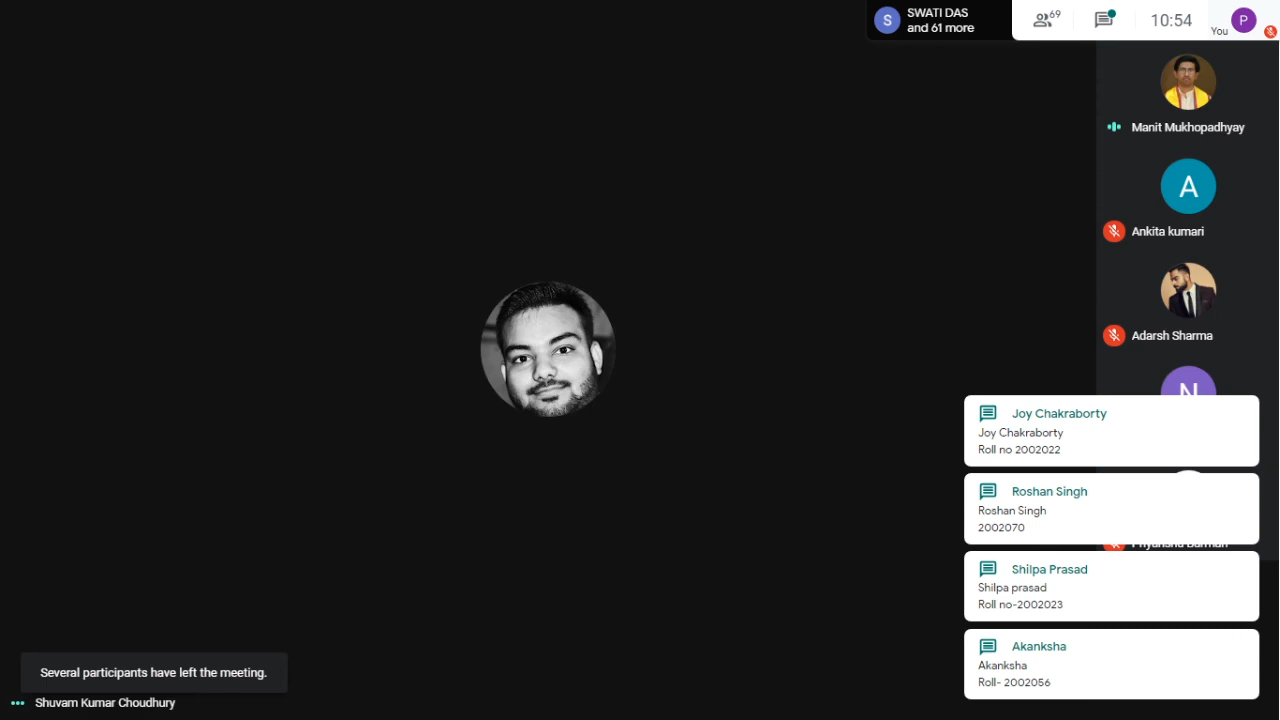 S
SWATI DAS
and 61 more
69
10:54
You
P
Manit Mukhopadhyay
A
Ankita kumari
Adarsh Sharma
N
Joy Chakraborty
Joy Chakraborty
Roll no 2002022
Roshan Singh
Roshan Singh
2002070
Shilpa Prasad
Shilpa prasad
Roll no-2002023
Akanksha
Akanksha
Roll- 2002056
Several participants have left the meeting.
Shuvam Kumar Choudhury